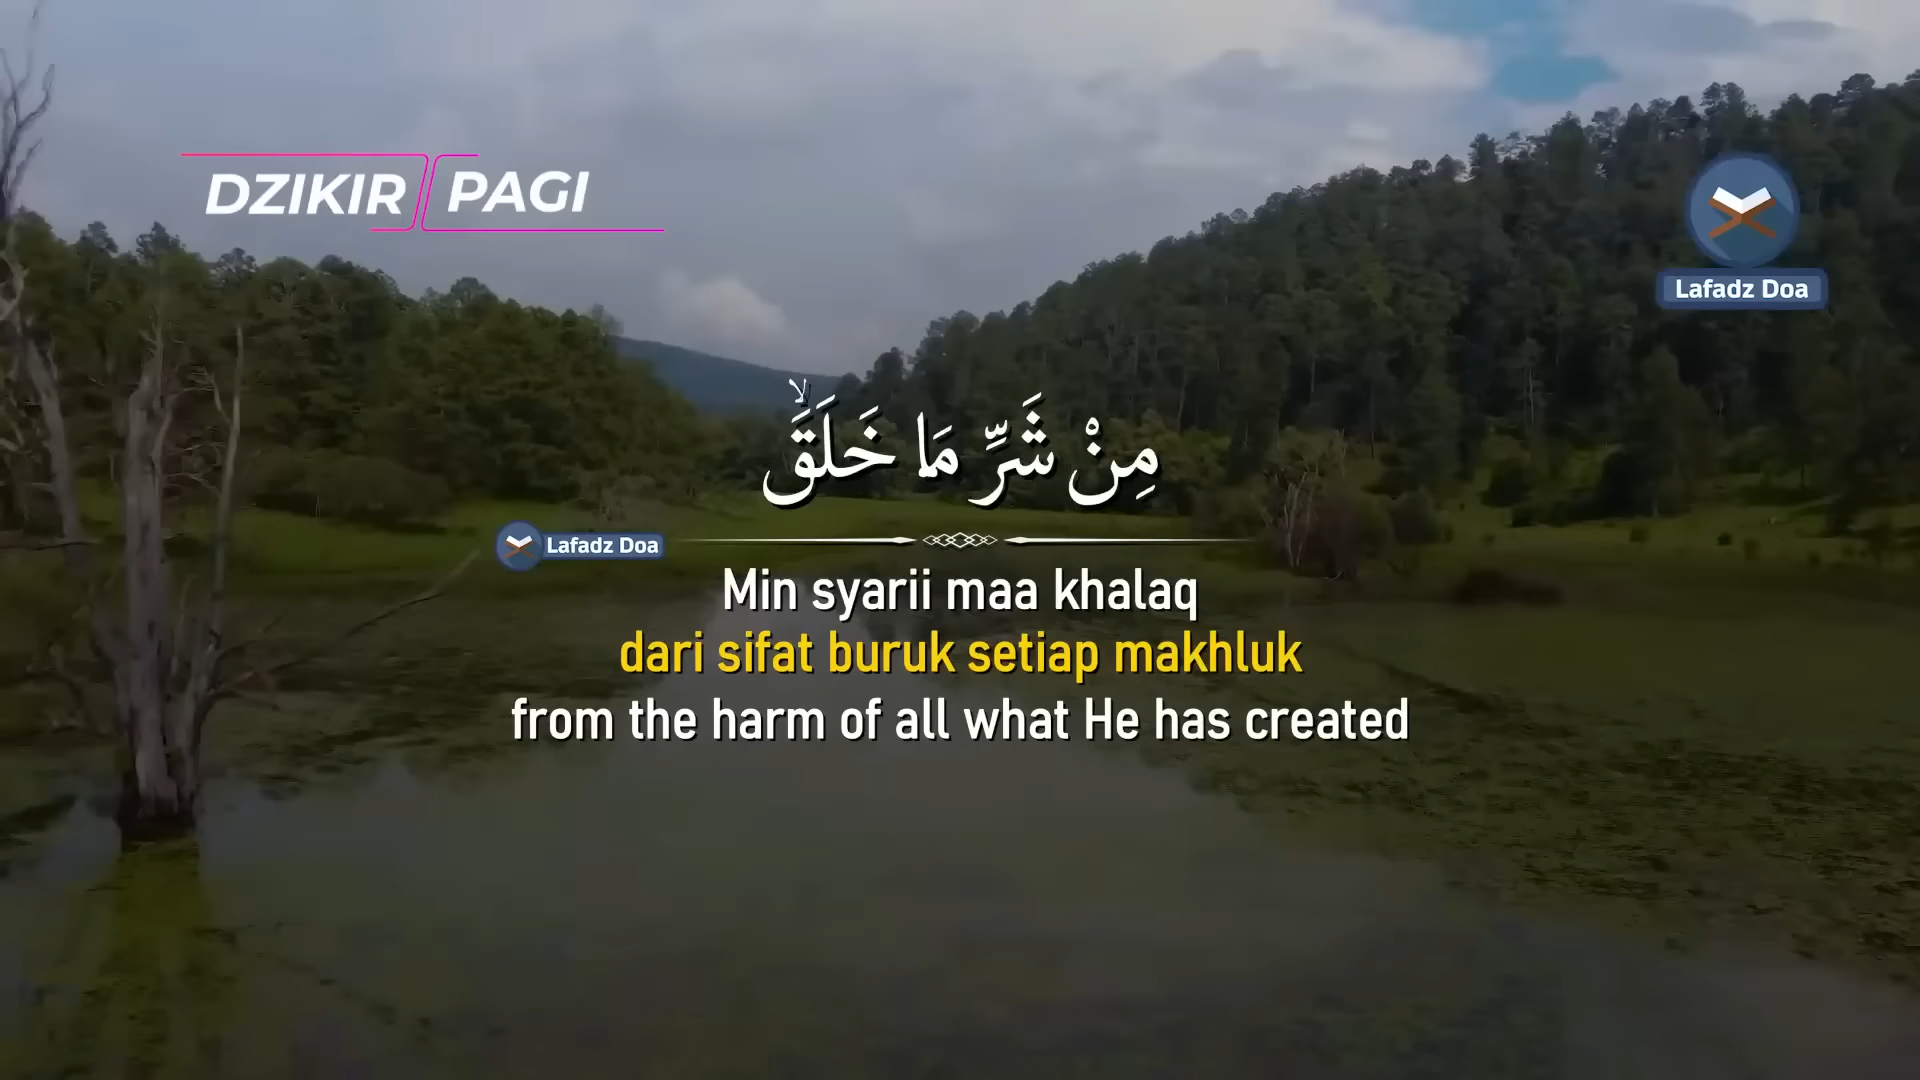 DZIKIR PAGI
Lafadz Doa
مِنْ شَرِّ مَا خَلَقَۙ
Lafadz Doa
Min syarii maa khalaq
dari sifat buruk setiap makhluk
from the harm of all what He has created